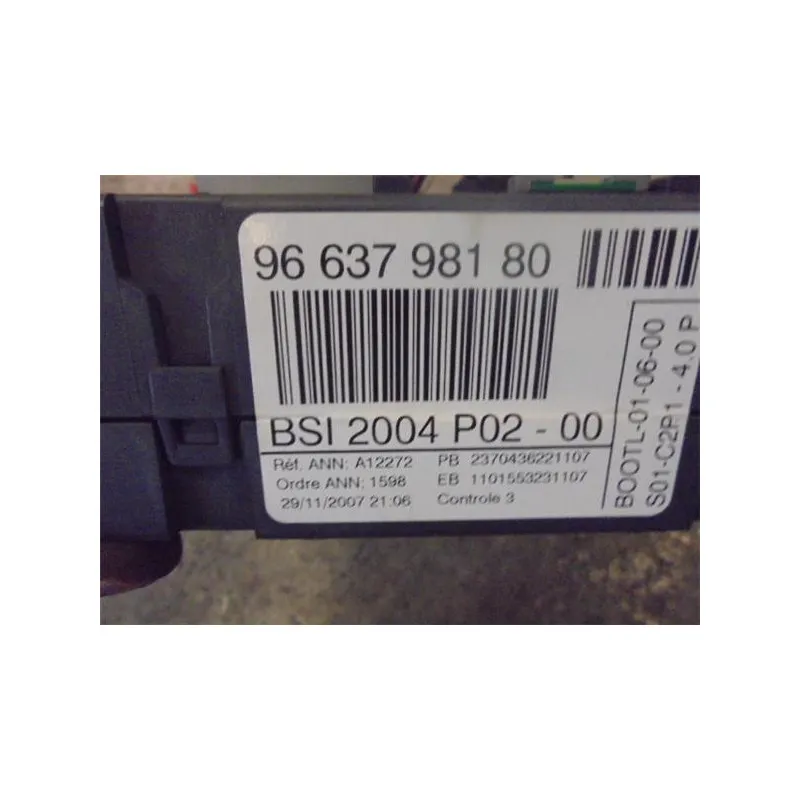 96 637 981 80
BSI 2004 P02 - 00
Réf. ANN: A12272 PB 2370436221107
Ordre ANN: 1598 EB 1101553231107
29/11/2007 21:06 Controle 3
BOOTL-01-06-00
S01-C2P1 - 4.0 P